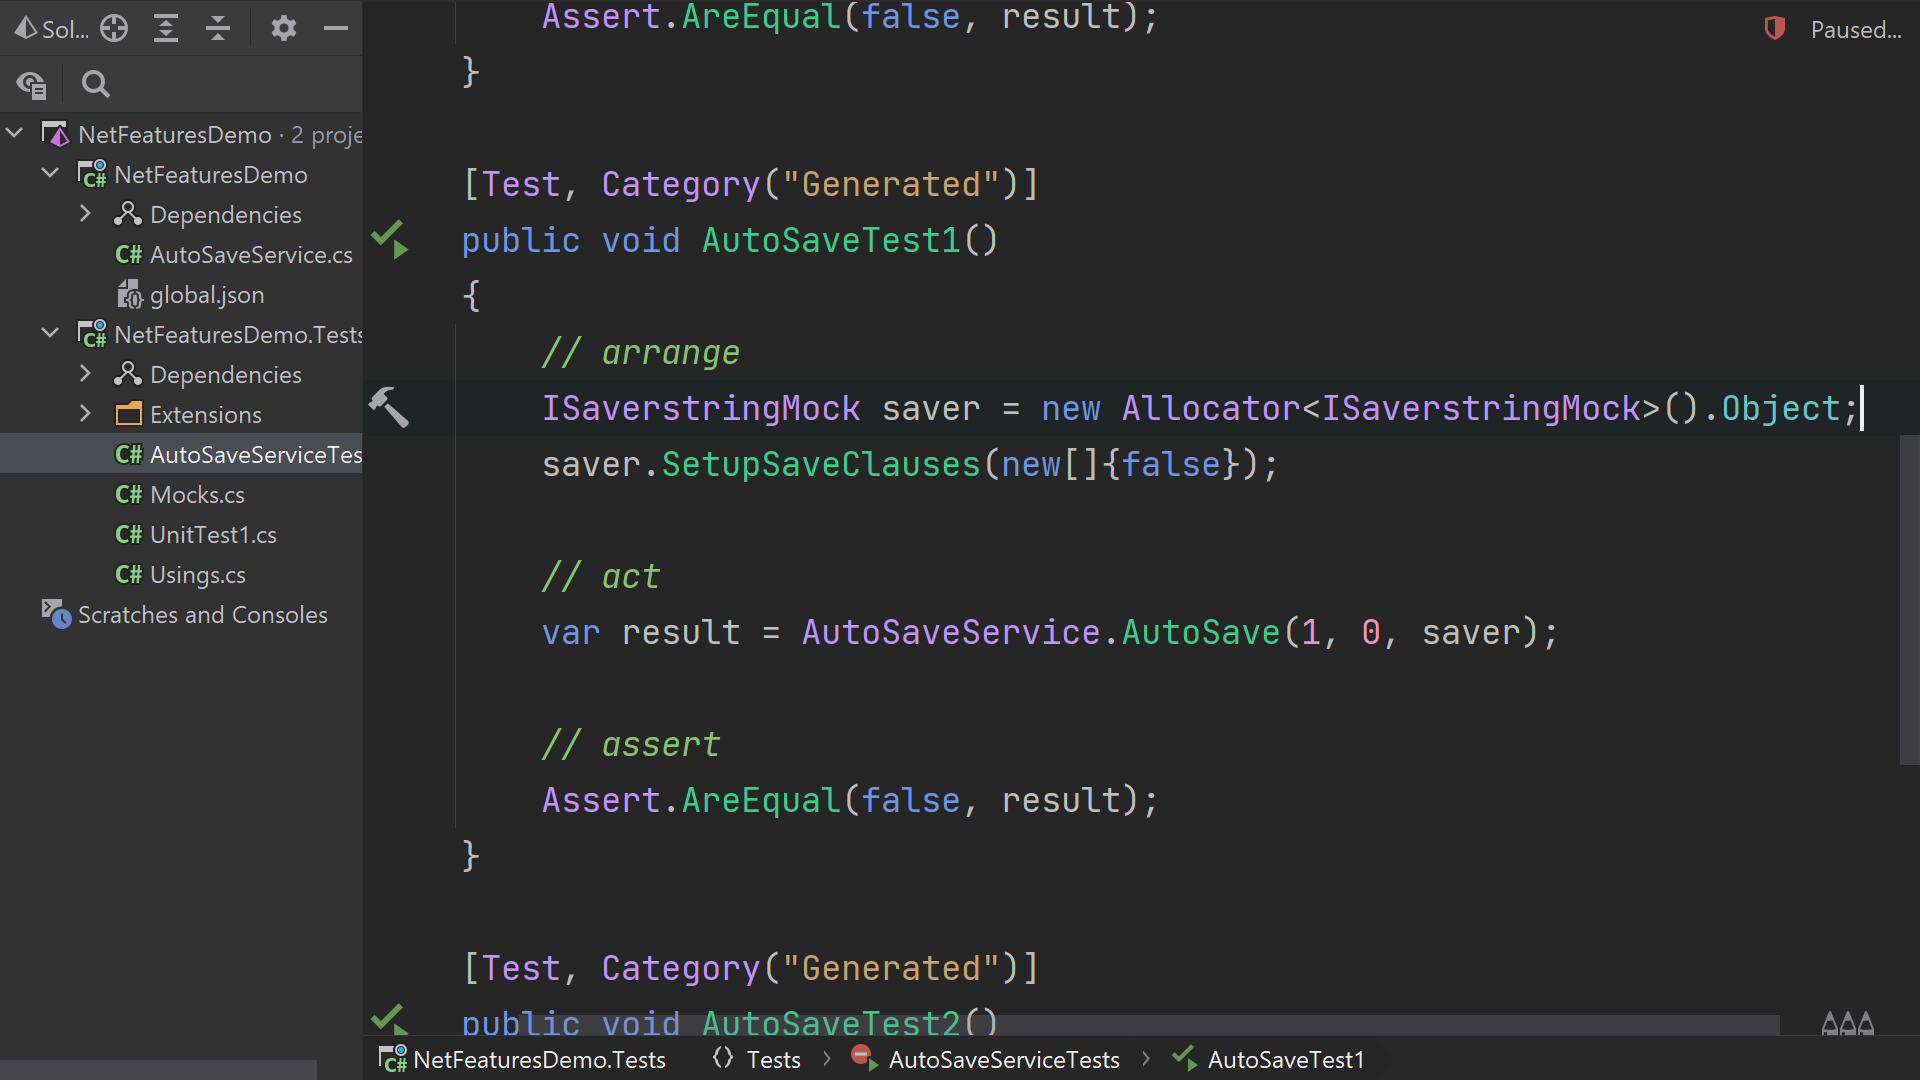 Sol...
NetFeaturesDemo · 2 proje
NetFeaturesDemo
Dependencies
C# AutoSaveService.cs
global.json
NetFeaturesDemo.Tests
Dependencies
Extensions
C# AutoSaveServiceTes
C# Mocks.cs
C# UnitTest1.cs
C# Usings.cs
Scratches and Consoles
Paused...
Assert.AreEqual(false, result);
}
[Test, Category("Generated")]
public void AutoSaveTest1()
{
// arrange
ISaverstringMock saver = new Allocator<ISaverstringMock>().Object;
saver.SetupSaveClauses(new[]{false});
// act
var result = AutoSaveService.AutoSave(1, 0, saver);
// assert
Assert.AreEqual(false, result);
}
[Test, Category("Generated")]
public void AutoSaveTest2()
NetFeaturesDemo.Tests {} Tests > AutoSaveServiceTests > AutoSaveTest1